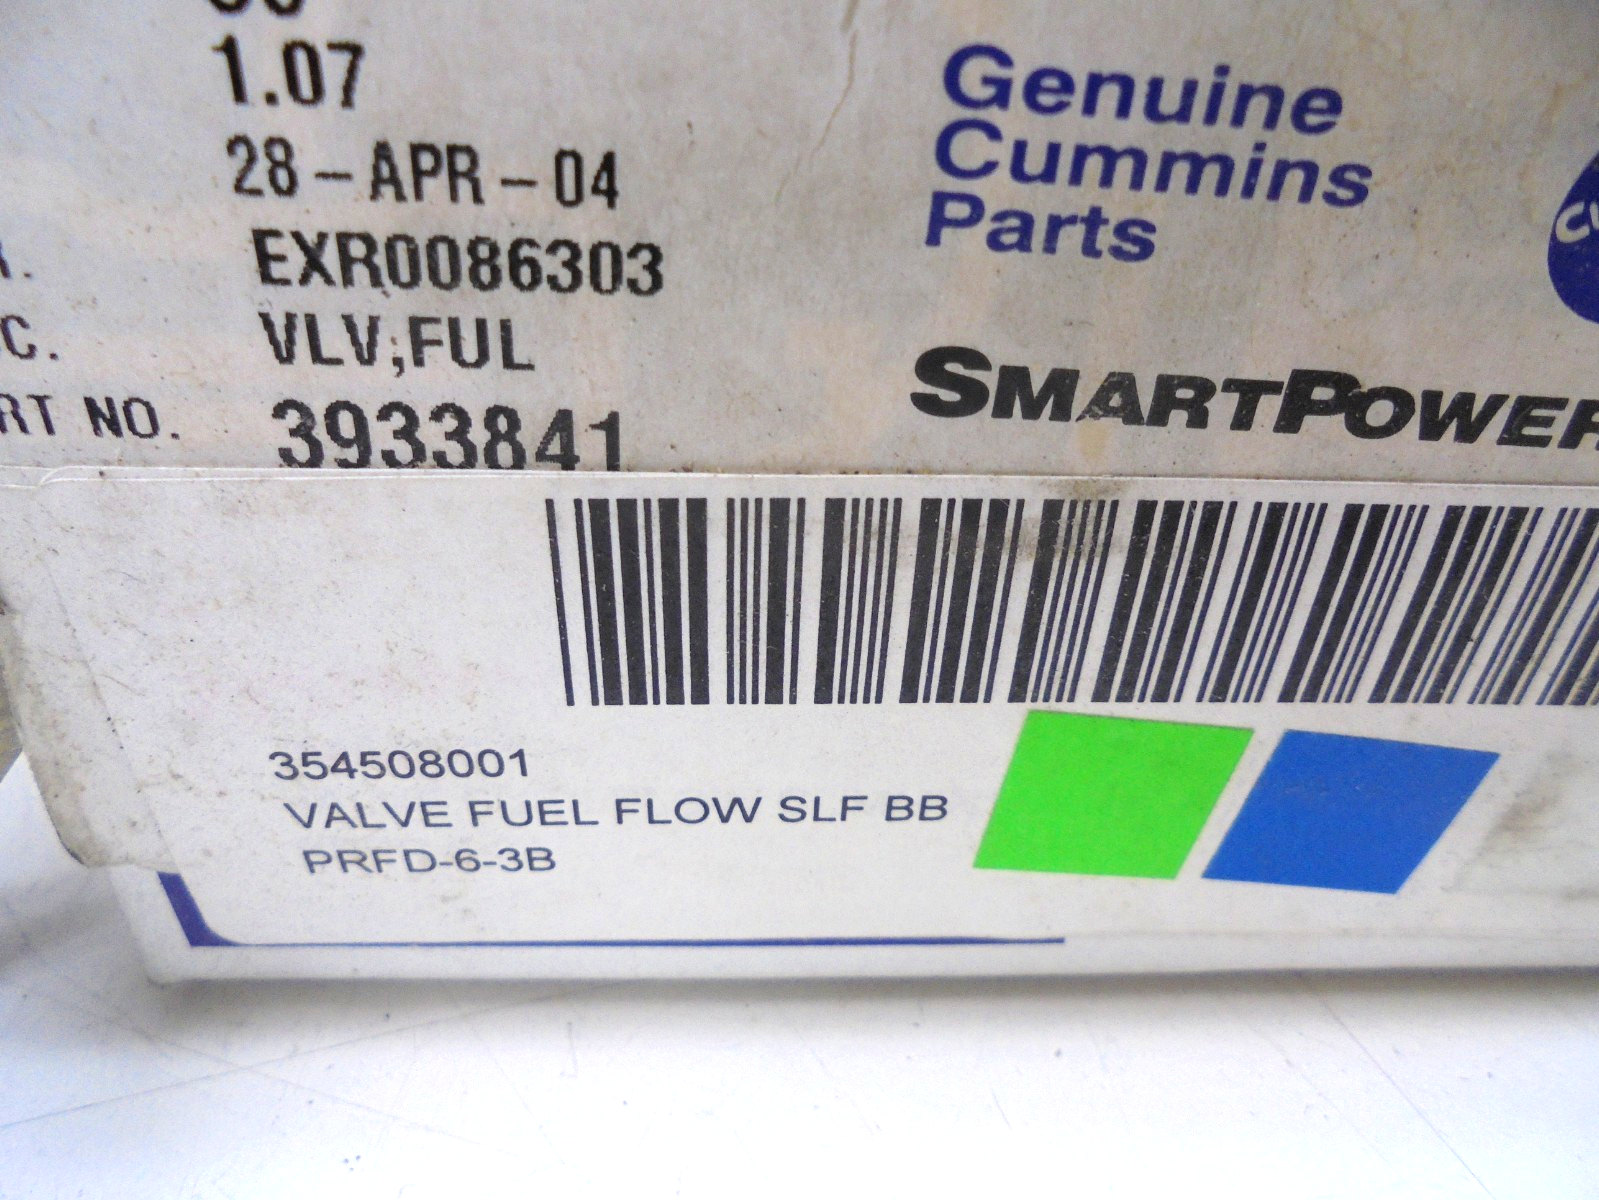 1.07
28-APR-04
EXR0086303
VLV;FUL
RT NO. 3933841
Genuine
Cummins
Parts
SMARTPOWER
354508001
VALVE FUEL FLOW SLF BB
PRFD-6-3B